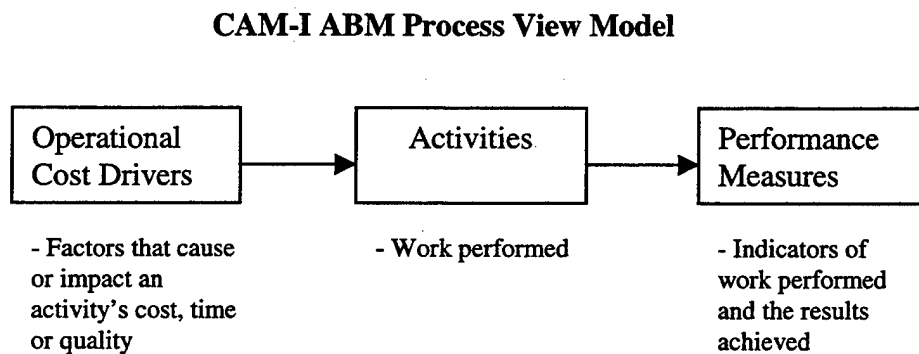 CAM-I ABM Process View Model
Operational
Cost Drivers
Activities
Performance
Measures
- Factors that cause
or impact an
activity's cost, time
or quality
- Work performed
- Indicators of
work performed
and the results
achieved